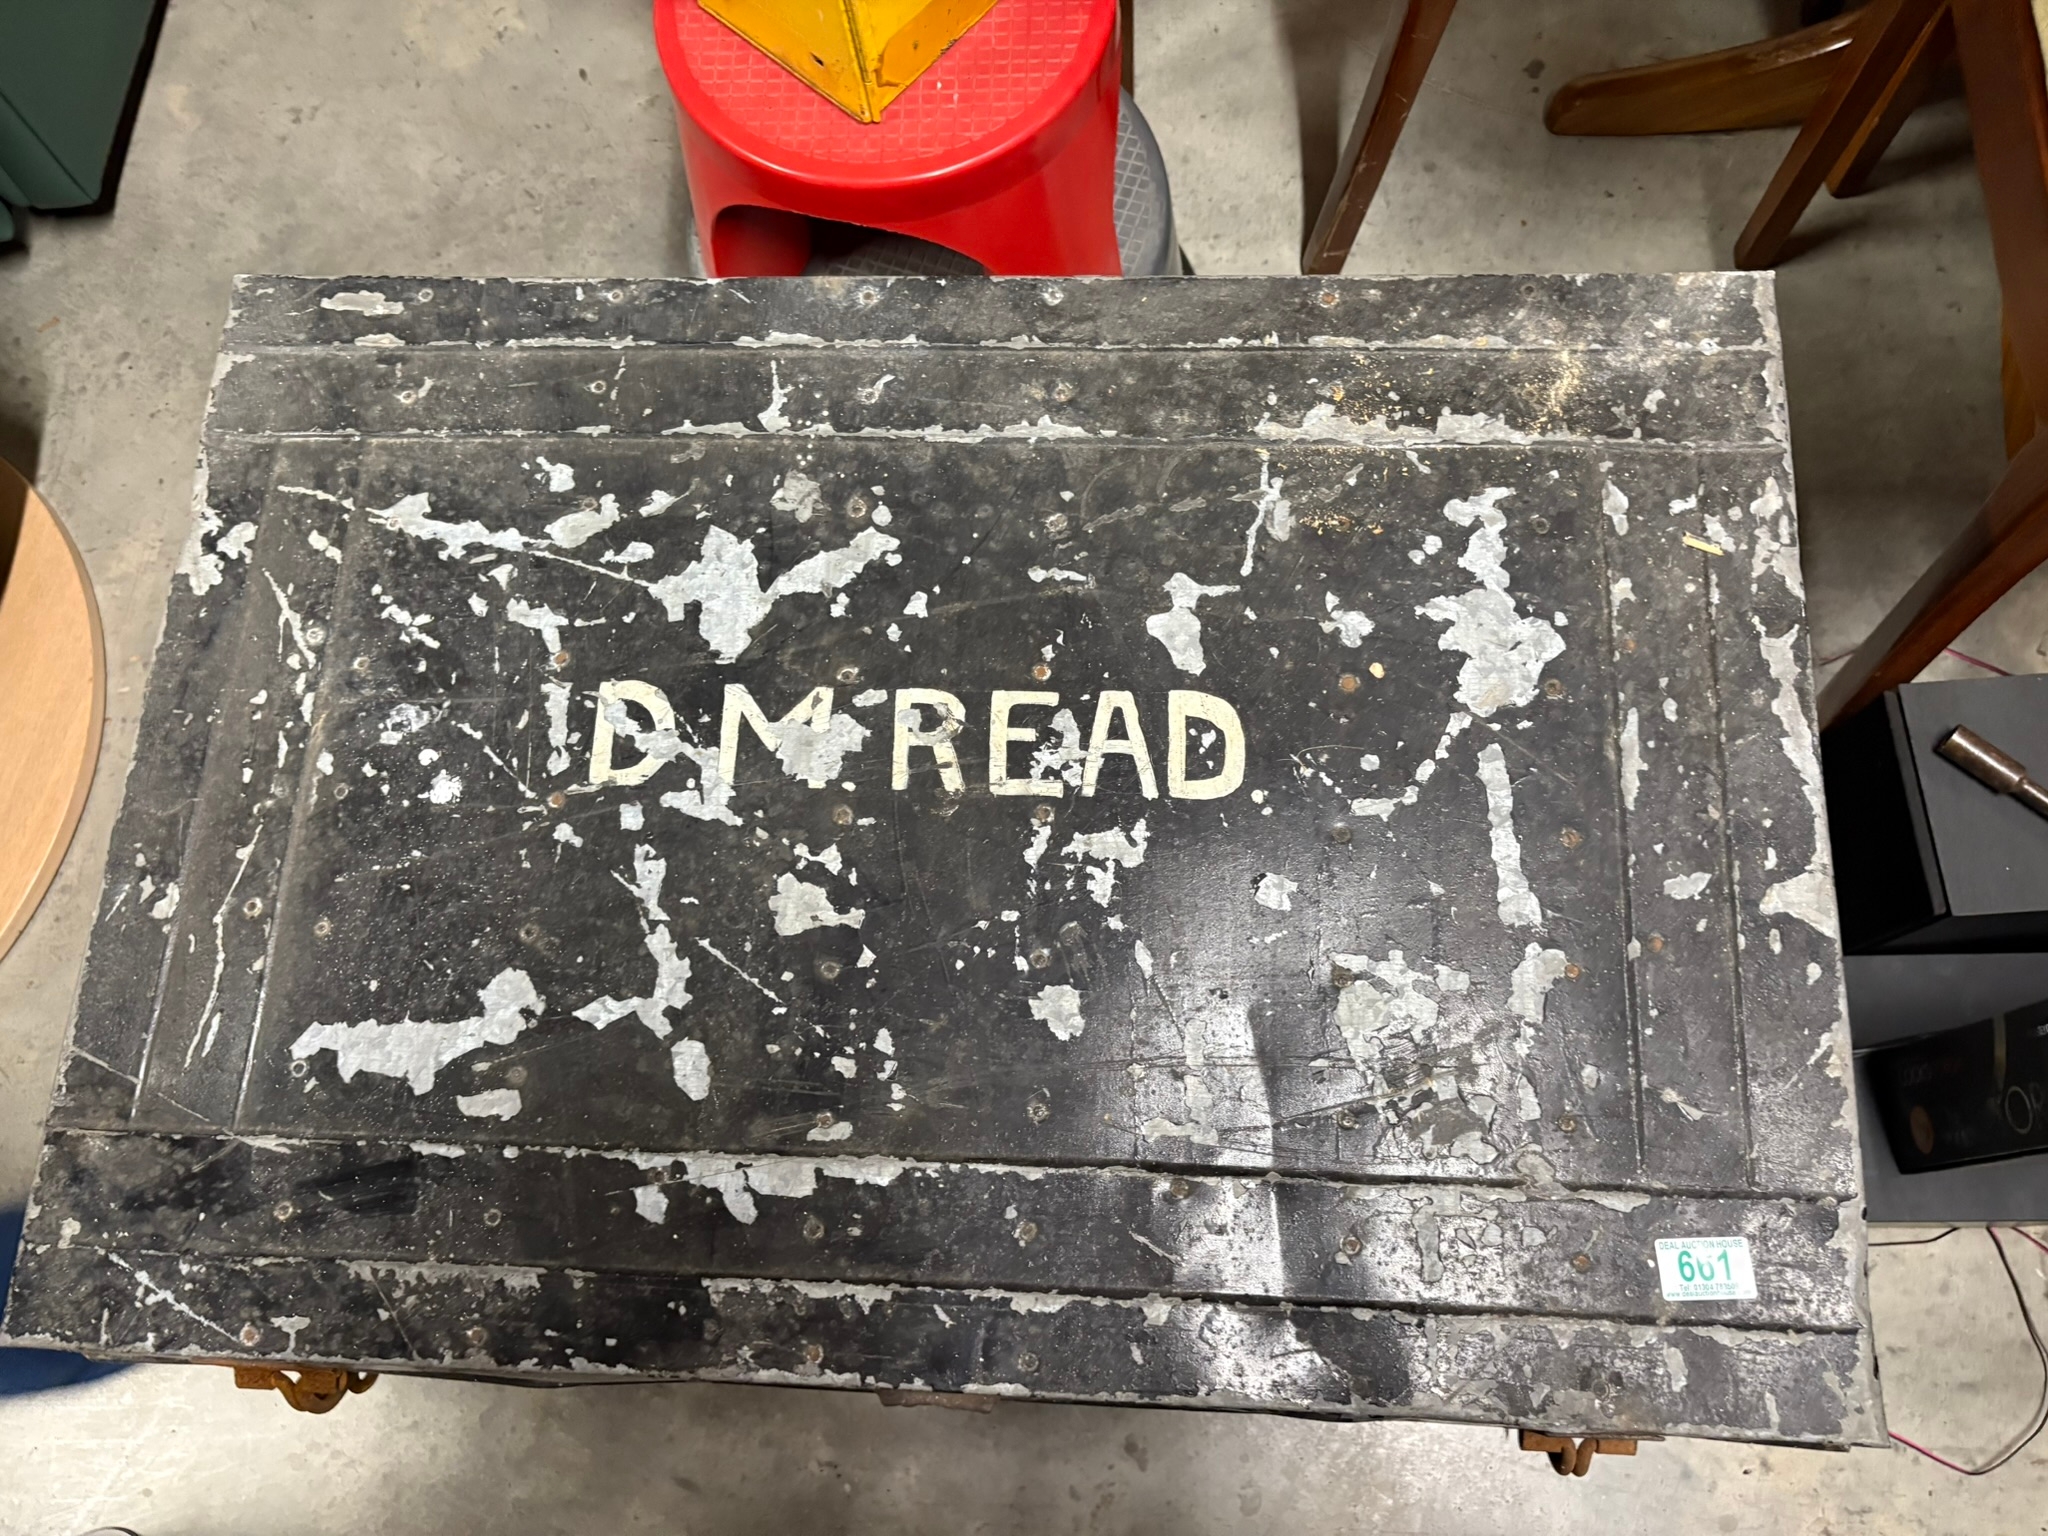 D M READ
DEAL AUCTION HOUSE
661